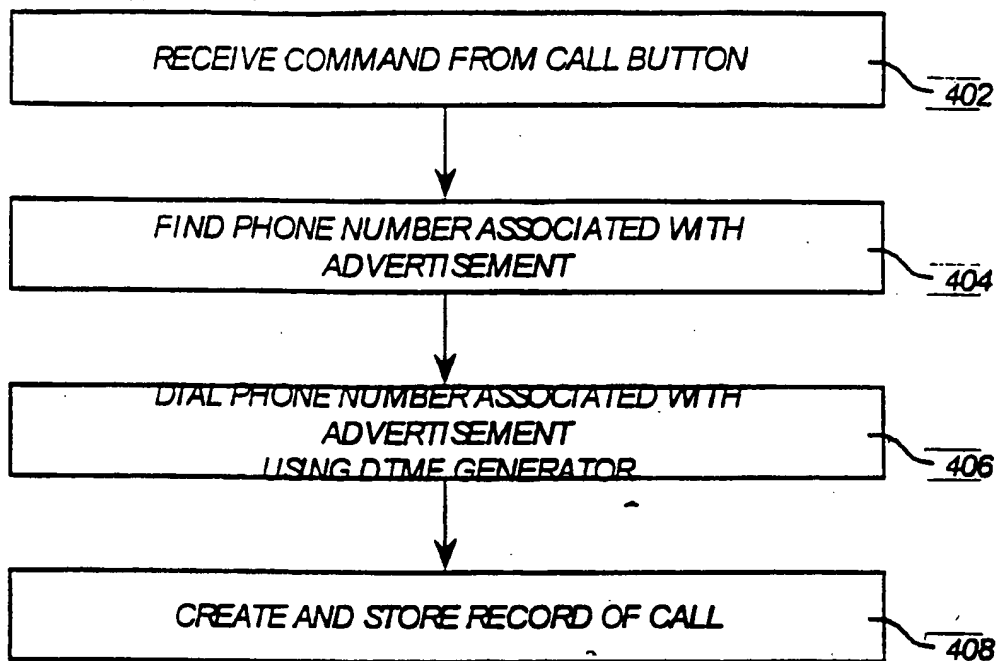 RECEIVE COMMAND FROM CALL BUTTON
402
FIND PHONE NUMBER ASSOCIATED WITH
ADVERTISEMENT
404
DIAL PHONE NUMBER ASSOCIATED WITH
ADVERTISEMENT
USING DTMF GENERATOR
406
CREATE AND STORE RECORD OF CALL
408